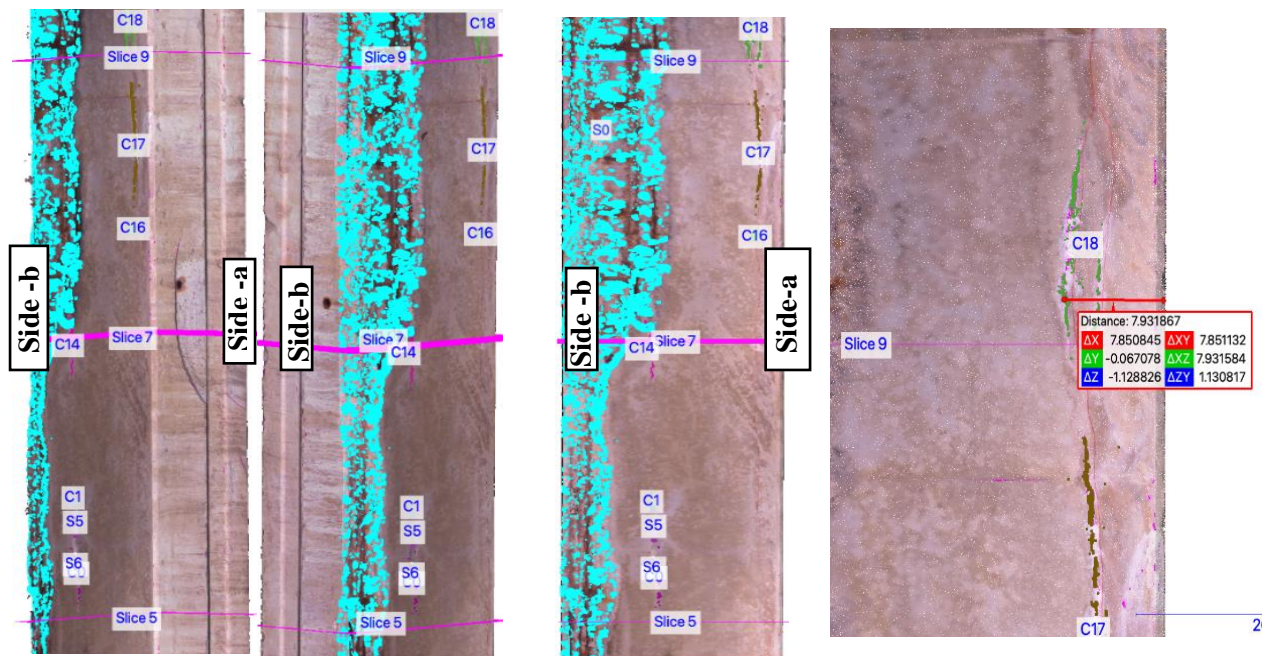 C18
Slice 9
C17
C16
Side -b
Side -a
Slice 7
C14
C1
S5
S6
Slice 5
C18
Slice 9
C17
C16
Side-b
Slice 7
C14
C1
S5
S6
Slice 5
C18
Slice 9
S0
C17
C16
Side -b
Side-a
Slice 7
C14
C1
S5
S6
Slice 5
C18
Distance: 7.931867
ΔX 7.850845 ΔXY 7.851132
ΔY -0.067078 ΔXZ 7.931584
ΔZ -1.128826 ΔZY 1.130817
Slice 9
C17
20